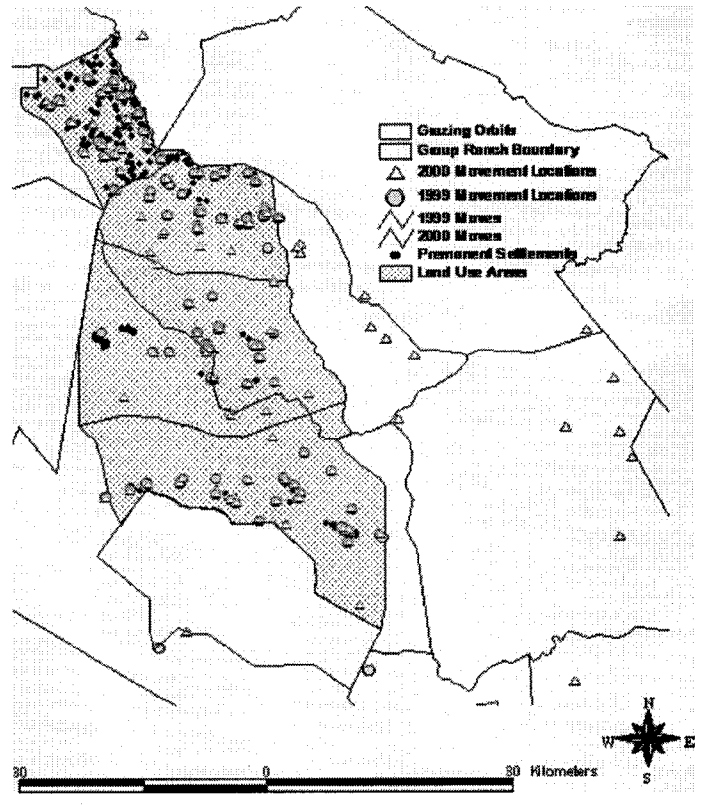 Grazing Orbits
Group Ranch Boundary
2000 Movement Locations
1999 Movement Locations
1999 Moves
2000 Moves
Premanent Settlements
Land Use Areas
N
W E
S
30 0 30 Kilometers